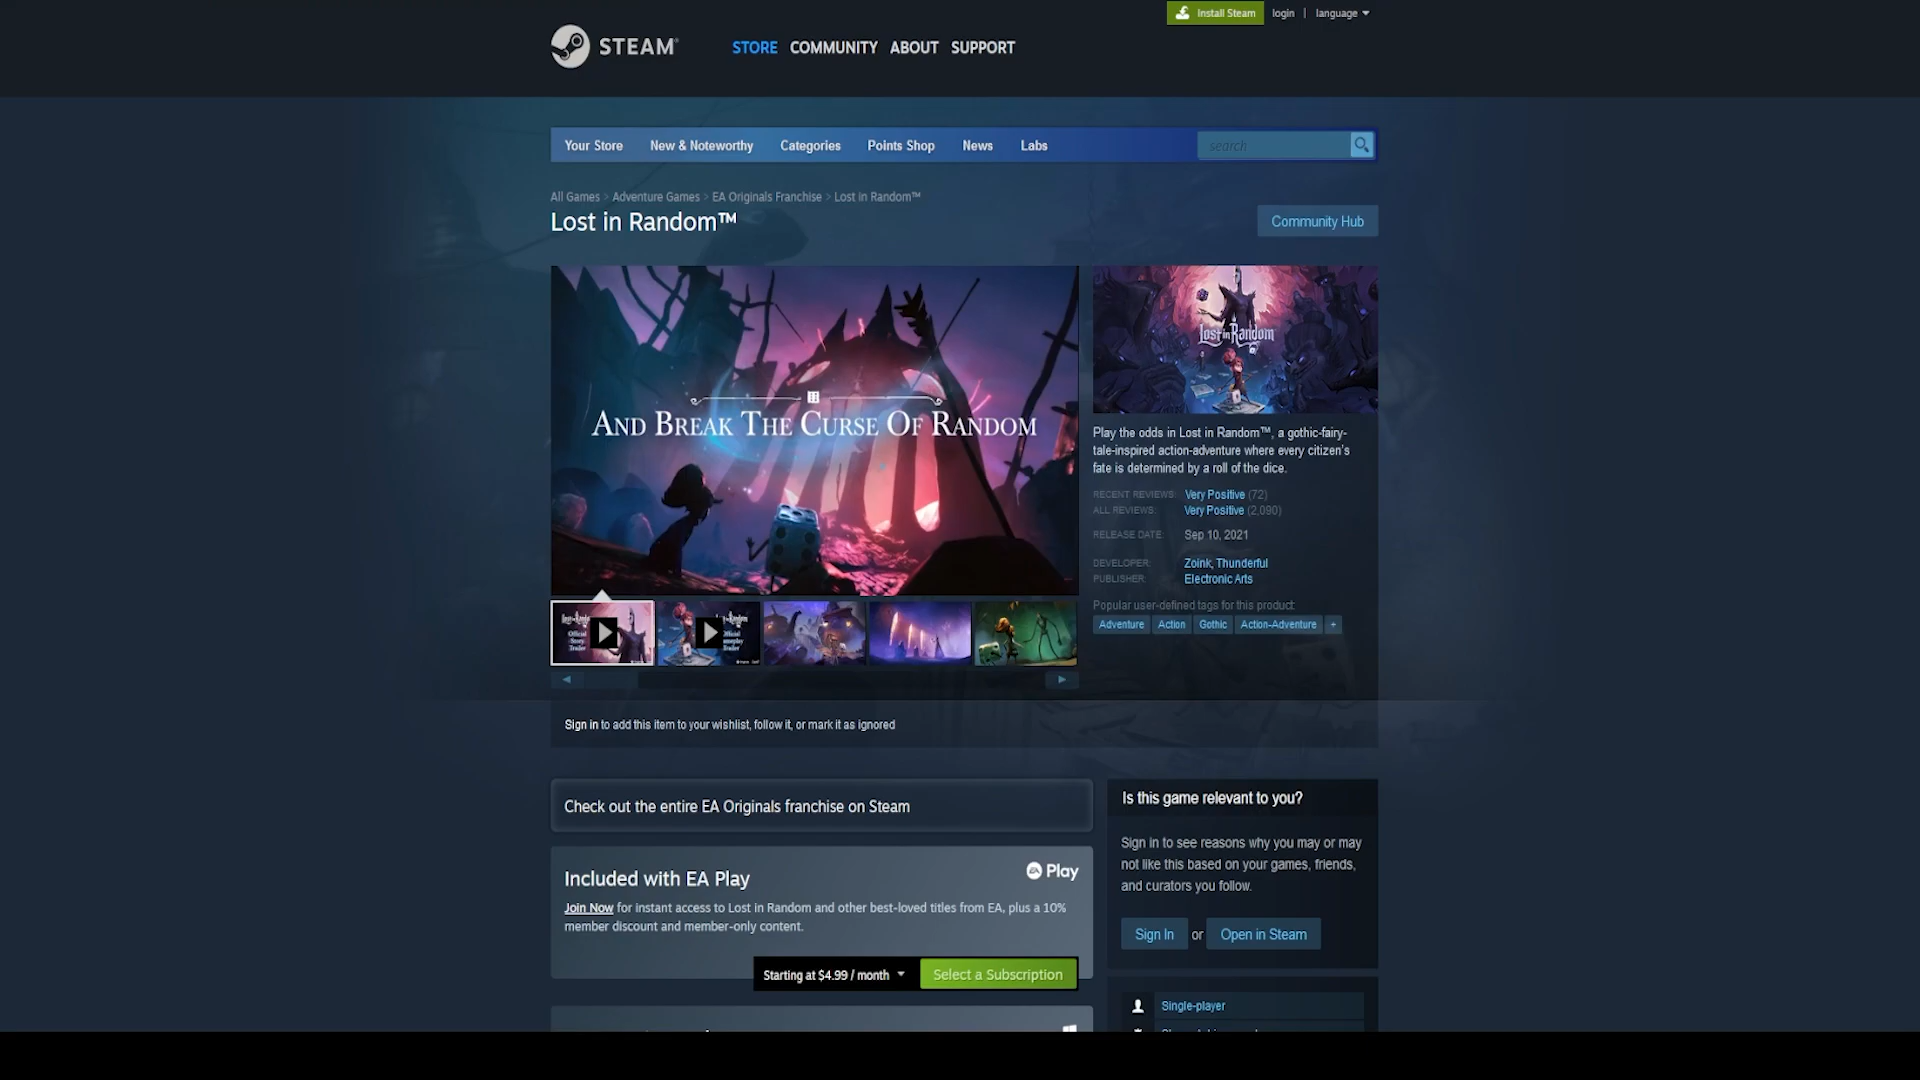 Install Steam login | language
STEAM®
STORE COMMUNITY ABOUT SUPPORT
Your Store New & Noteworthy Categories Points Shop News Labs search
All Games > Adventure Games > EA Originals Franchise > Lost in Random™
Lost in Random™
Community Hub
AND BREAK THE CURSE OF RANDOM
Lost in Random
Play the odds in Lost in Random™, a gothic-fairy-
tale-inspired action-adventure where every citizen's
fate is determined by a roll of the dice.
RECENT REVIEWS: Very Positive (72)
ALL REVIEWS: Very Positive (2,090)
RELEASE DATE: Sep 10, 2021
DEVELOPER: Zoink, Thunderful
PUBLISHER: Electronic Arts
Popular user-defined tags for this product:
Adventure Action Gothic Action-Adventure +
Official
Story
Trailer
Sign in to add this item to your wishlist, follow it, or mark it as ignored
Check out the entire EA Originals franchise on Steam
Included with EA Play
EA Play
Join Now for instant access to Lost in Random and other best-loved titles from EA, plus a 10%
member discount and member-only content.
Starting at $4.99 / month Select a Subscription
Is this game relevant to you?
Sign in to see reasons why you may or may
not like this based on your games, friends,
and curators you follow.
Sign In or Open in Steam
Single-player